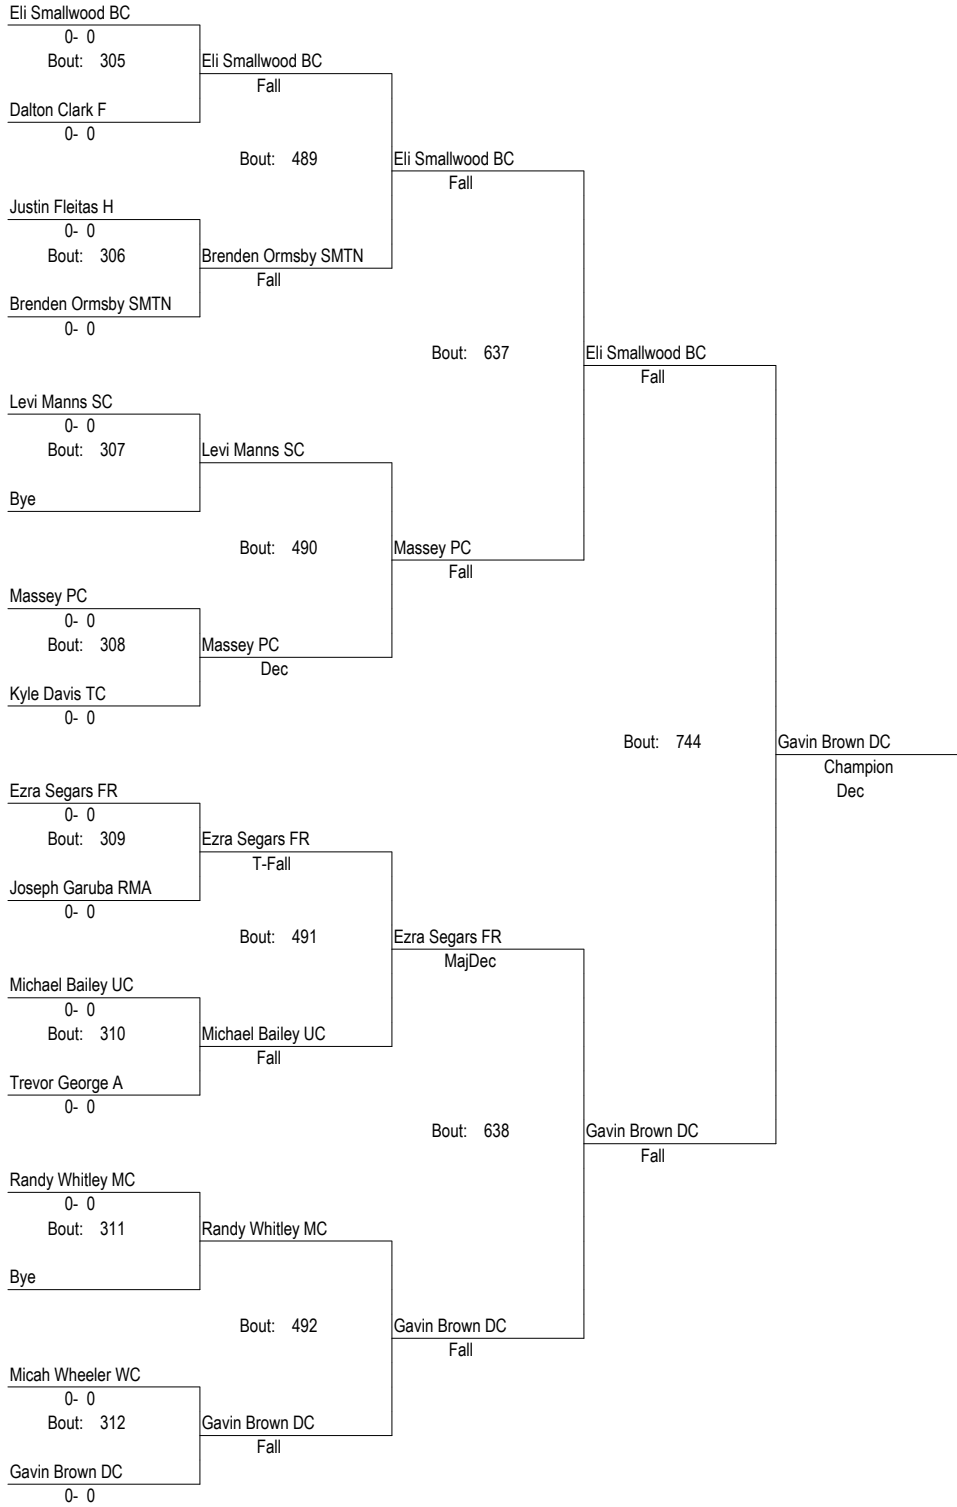 Eli Smallwood BC
0- 0
Bout: 305
Eli Smallwood BC
Fall
Dalton Clark F
0- 0
Bout: 489
Eli Smallwood BC
Fall
Justin Fleitas H
0- 0
Bout: 306
Brenden Ormsby SMTN
Fall
Brenden Ormsby SMTN
0- 0
Bout: 637
Eli Smallwood BC
Fall
Levi Manns SC
0- 0
Bout: 307
Levi Manns SC
Bye
Bout: 490
Massey PC
Fall
Massey PC
0- 0
Bout: 308
Massey PC
Dec
Kyle Davis TC
0- 0
Bout: 744
Gavin Brown DC
Champion
Dec
Ezra Segars FR
0- 0
Bout: 309
Ezra Segars FR
T-Fall
Joseph Garuba RMA
0- 0
Bout: 491
Ezra Segars FR
MajDec
Michael Bailey UC
0- 0
Bout: 310
Michael Bailey UC
Fall
Trevor George A
0- 0
Bout: 638
Gavin Brown DC
Fall
Randy Whitley MC
0- 0
Bout: 311
Randy Whitley MC
Bye
Bout: 492
Gavin Brown DC
Fall
Micah Wheeler WC
0- 0
Bout: 312
Gavin Brown DC
Fall
Gavin Brown DC
0- 0